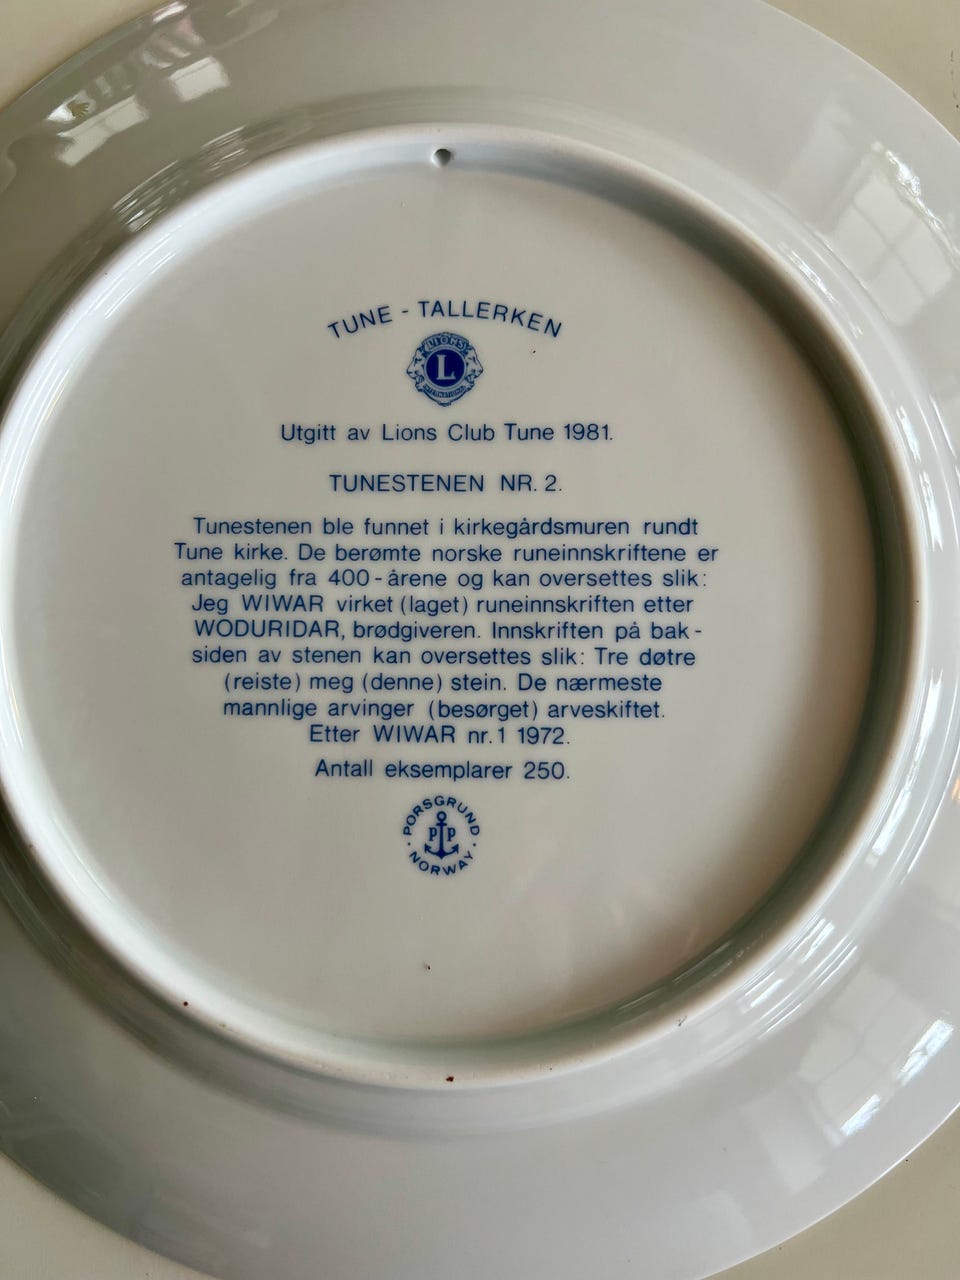 TUNE - TALLERKEN
LIONS
L
INTERNATIONAL
Utgitt av Lions Club Tune 1981.
TUNESTENEN NR. 2.
Tunestenen ble funnet i kirkegårdsmuren rundt
Tune kirke. De berømte norske runeinnskriftene er
antagelig fra 400-årene og kan oversettes slik:
Jeg WIWAR virket (laget) runeinnskriften etter
WODURIDAR, brødgiveren. Innskriften på bak-
siden av stenen kan oversettes slik: Tre døtre
(reiste) meg (denne) stein. De nærmeste
mannlige arvinger (besørget) arveskiftet.
Etter WIWAR nr. 1 1972.
Antall eksemplarer 250.
PORSGRUND
P P
NORWAY